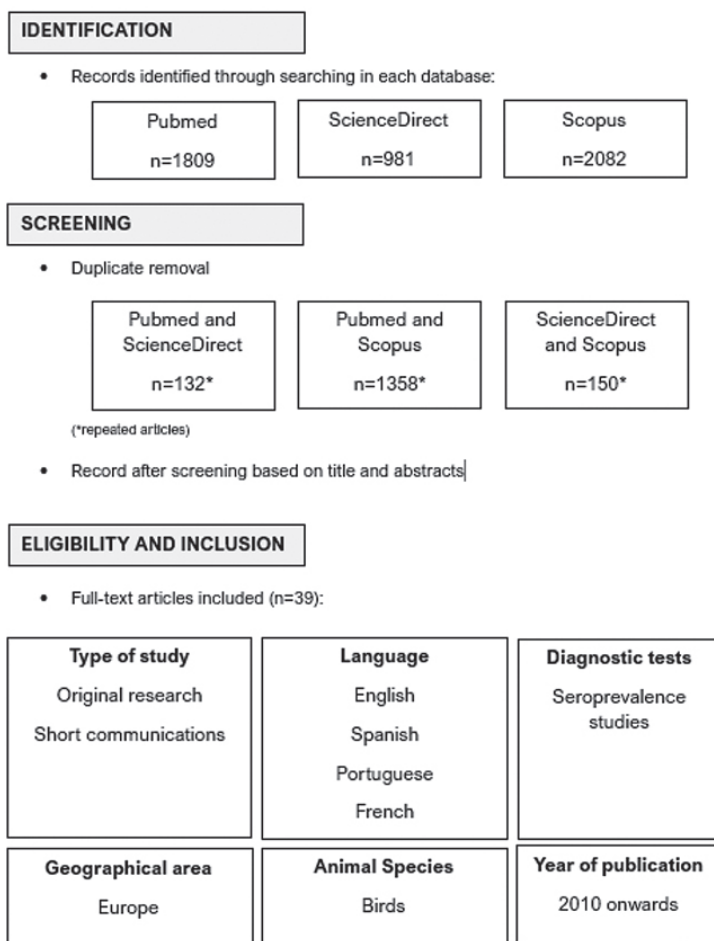 IDENTIFICATION
• Records identified through searching in each database:
Pubmed
n=1809
ScienceDirect
n=981
Scopus
n=2082
SCREENING
• Duplicate removal
Pubmed and
ScienceDirect
n=132*
Pubmed and
Scopus
n=1358*
ScienceDirect
and Scopus
n=150*
(*repeated articles)
• Record after screening based on title and abstracts
ELIGIBILITY AND INCLUSION
• Full-text articles included (n=39):
Type of study
Original research
Short communications
Language
English
Spanish
Portuguese
French
Diagnostic tests
Seroprevalence
studies
Geographical area
Europe
Animal Species
Birds
Year of publication
2010 onwards